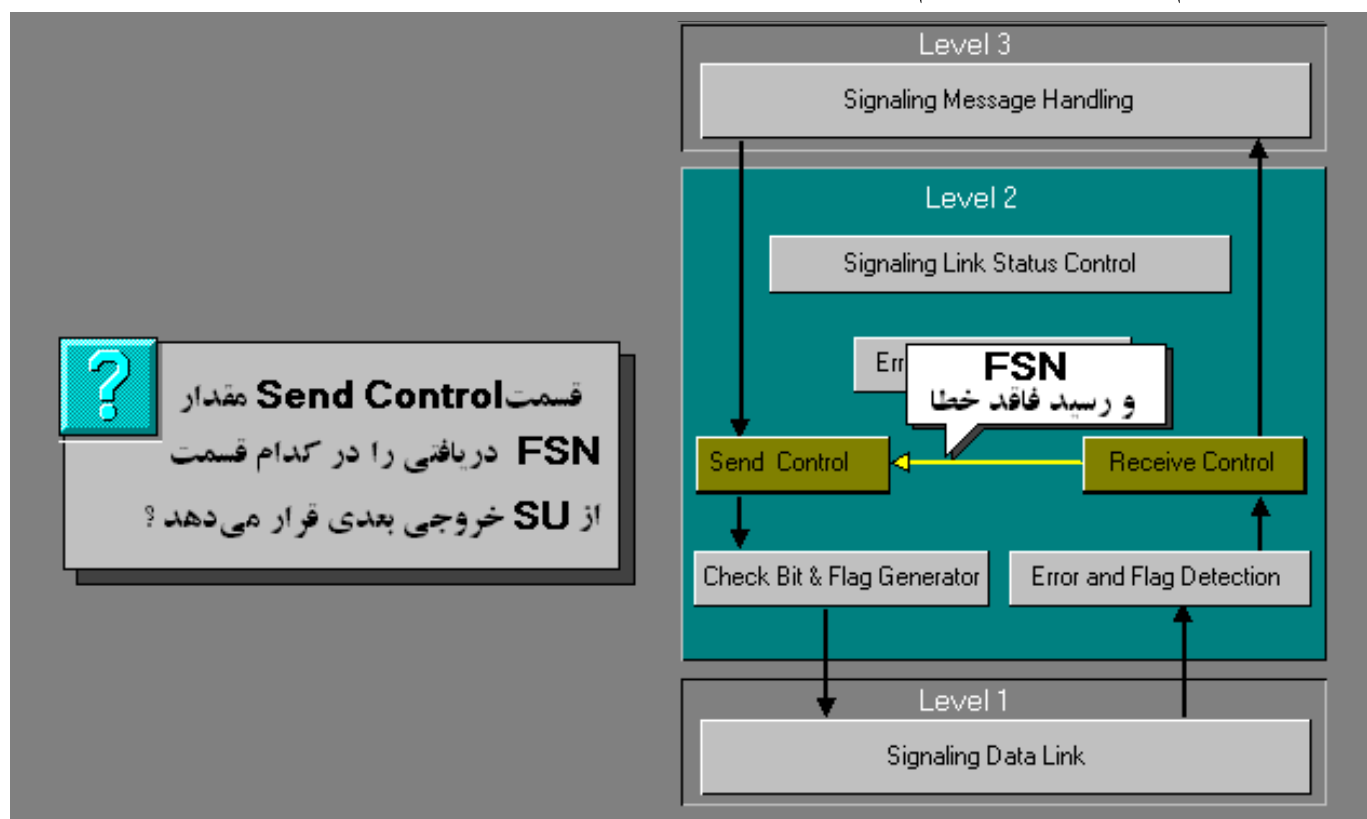 Level 3
Signaling Message Handling
Level 2
Signaling Link Status Control
Err
FSN
و رسید فاقد خطا
Send Control
Receive Control
Check Bit & Flag Generator
Error and Flag Detection
Level 1
Signaling Data Link
?
قسمت Send Control مقدار
FSN دریافتی را در کدام قسمت
از SU خروجی بعدی قرار می‌دهد ؟